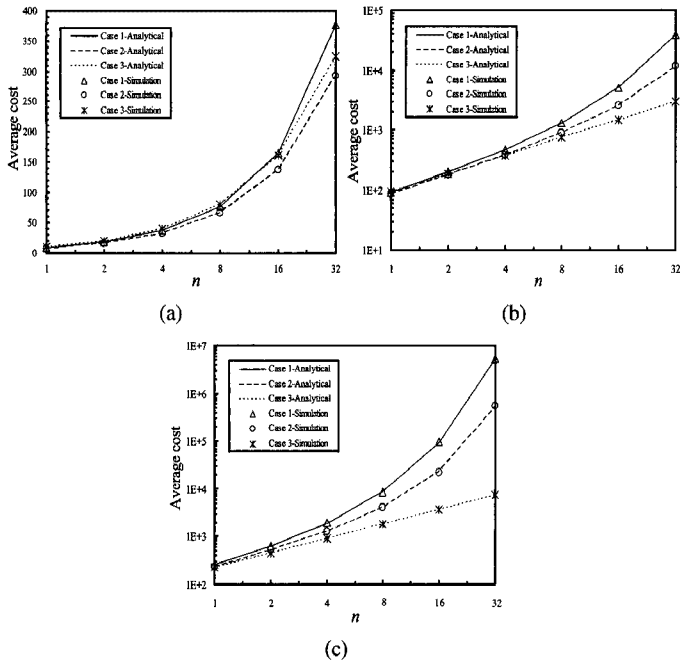 Average cost
400
350
300
250
200
150
100
50
0
Case 1-Analytical
Case 2-Analytical
Case 3-Analytical
Case 1-Simulation
Case 2-Simulation
Case 3-Simulation
1 2 4 8 16 32
n
(a)
Average cost
1E+5
1E+4
1E+3
1E+2
1E+1
Case 1-Analytical
Case 2-Analytical
Case 3-Analytical
Case 1-Simulation
Case 2-Simulation
Case 3-Simulation
1 2 4 8 16 32
n
(b)
Average cost
1E+7
1E+6
1E+5
1E+4
1E+3
1E+2
Case 1-Analytical
Case 2-Analytical
Case 3-Analytical
Case 1-Simulation
Case 2-Simulation
Case 3-Simulation
1 2 4 8 16 32
n
(c)